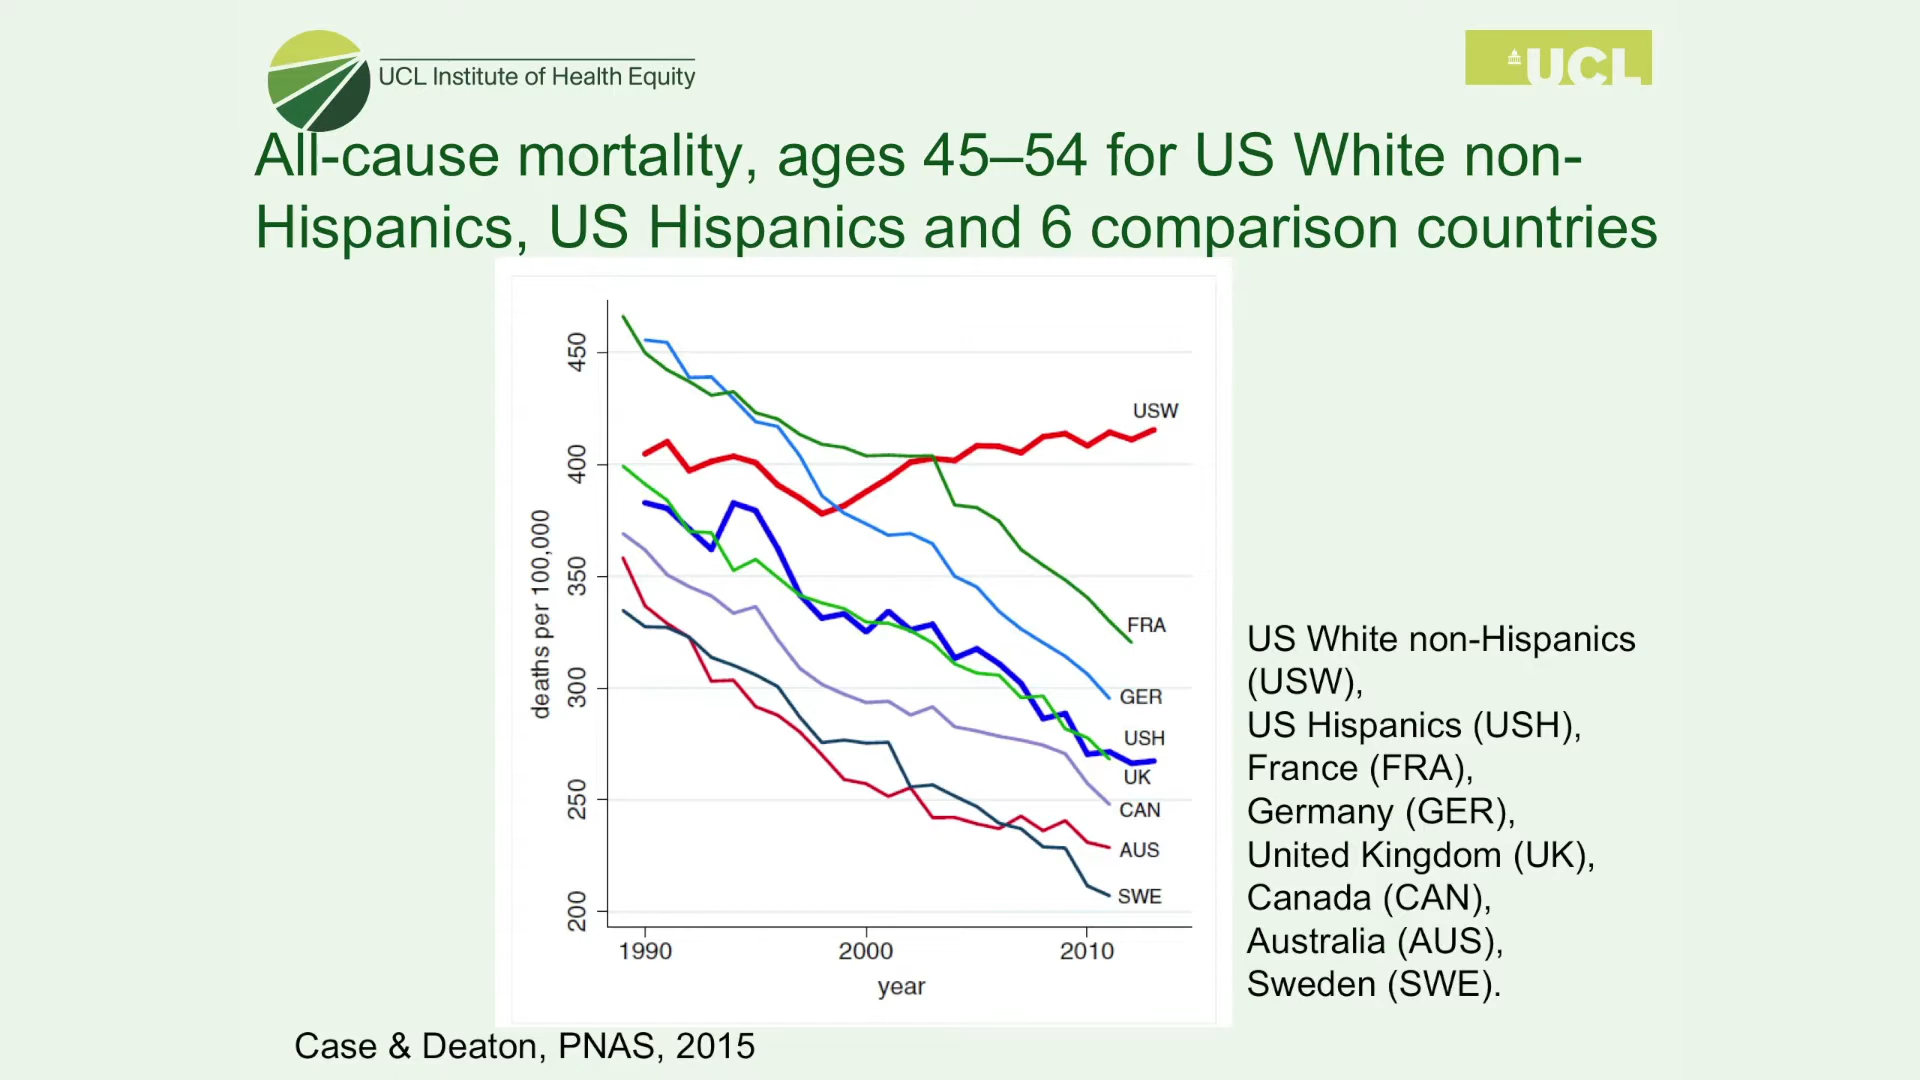 UCL Institute of Health Equity
UCL
All-cause mortality, ages 45–54 for US White non-
Hispanics, US Hispanics and 6 comparison countries
deaths per 100,000
450
400
350
300
250
200
USW
FRA
GER
USH
UK
CAN
AUS
SWE
1990 2000 2010
year
US White non-Hispanics
(USW),
US Hispanics (USH),
France (FRA),
Germany (GER),
United Kingdom (UK),
Canada (CAN),
Australia (AUS),
Sweden (SWE).
Case & Deaton, PNAS, 2015